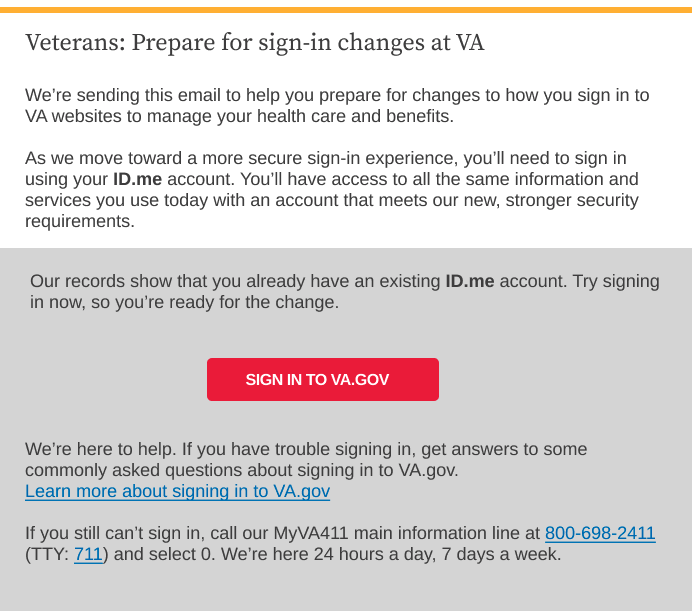 Veterans: Prepare for sign-in changes at VA
We’re sending this email to help you prepare for changes to how you sign in to
VA websites to manage your health care and benefits.
As we move toward a more secure sign-in experience, you’ll need to sign in
using your ID.me account. You’ll have access to all the same information and
services you use today with an account that meets our new, stronger security
requirements.
Our records show that you already have an existing ID.me account. Try signing
in now, so you’re ready for the change.
SIGN IN TO VA.GOV
We’re here to help. If you have trouble signing in, get answers to some
commonly asked questions about signing in to VA.gov.
Learn more about signing in to VA.gov
If you still can’t sign in, call our MyVA411 main information line at 800-698-2411
(TTY: 711) and select 0. We’re here 24 hours a day, 7 days a week.